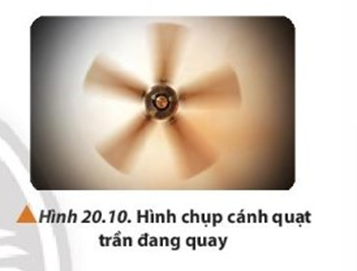 Hình 20.10. Hình chụp cánh quạt
trần đang quay